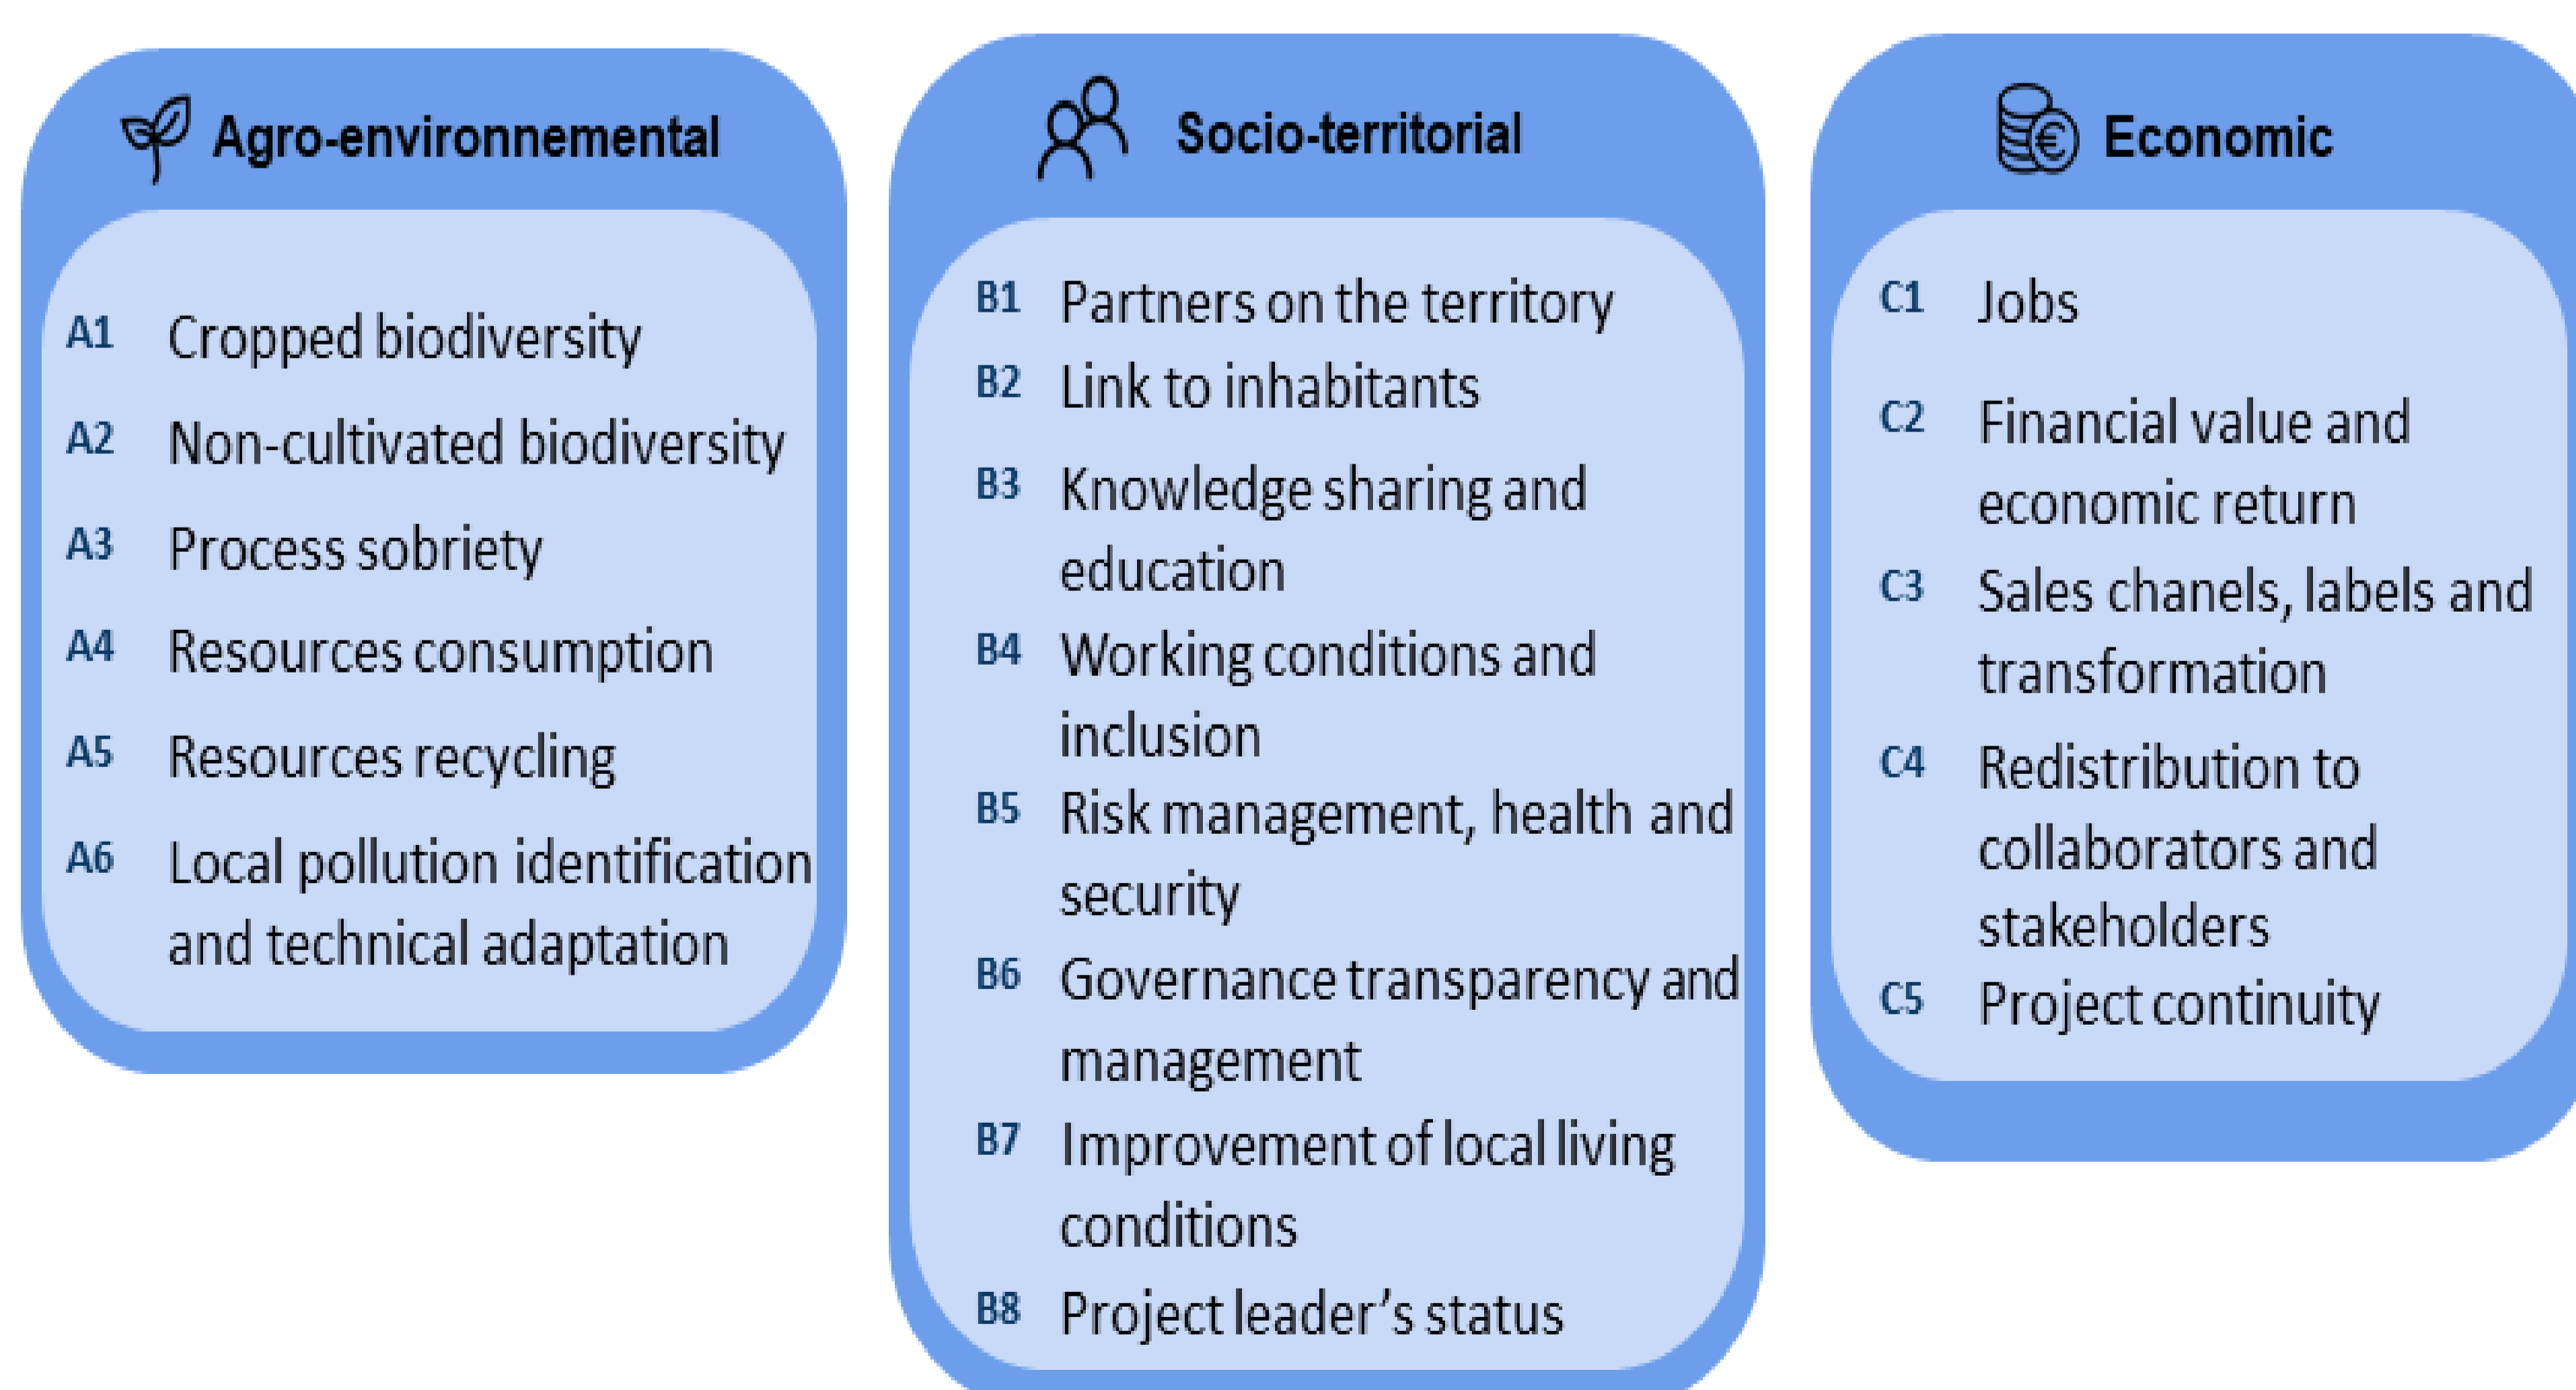 Agro-environnemental
A1 Cropped biodiversity
A2 Non-cultivated biodiversity
A3 Process sobriety
A4 Resources consumption
A5 Resources recycling
A6 Local pollution identification
and technical adaptation
Socio-territorial
B1 Partners on the territory
B2 Link to inhabitants
B3 Knowledge sharing and
education
B4 Working conditions and
inclusion
B5 Risk management, health and
security
B6 Governance transparency and
management
B7 Improvement of local living
conditions
B8 Project leader’s status
€
Economic
C1 Jobs
C2 Financial value and
economic return
C3 Sales chanels, labels and
transformation
C4 Redistribution to
collaborators and
stakeholders
C5 Project continuity